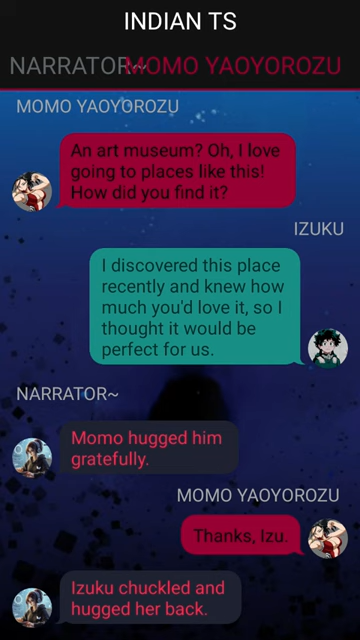 INDIAN TS
NARRATOR~
MOMO YAOYOROZU
MOMO YAOYOROZU
An art museum? Oh, I love
going to places like this!
How did you find it?
IZUKU
I discovered this place
recently and knew how
much you'd love it, so I
thought it would be
perfect for us.
NARRATOR~
Momo hugged him
gratefully.
MOMO YAOYOROZU
Thanks, Izu.
Izuku chuckled and
hugged her back.